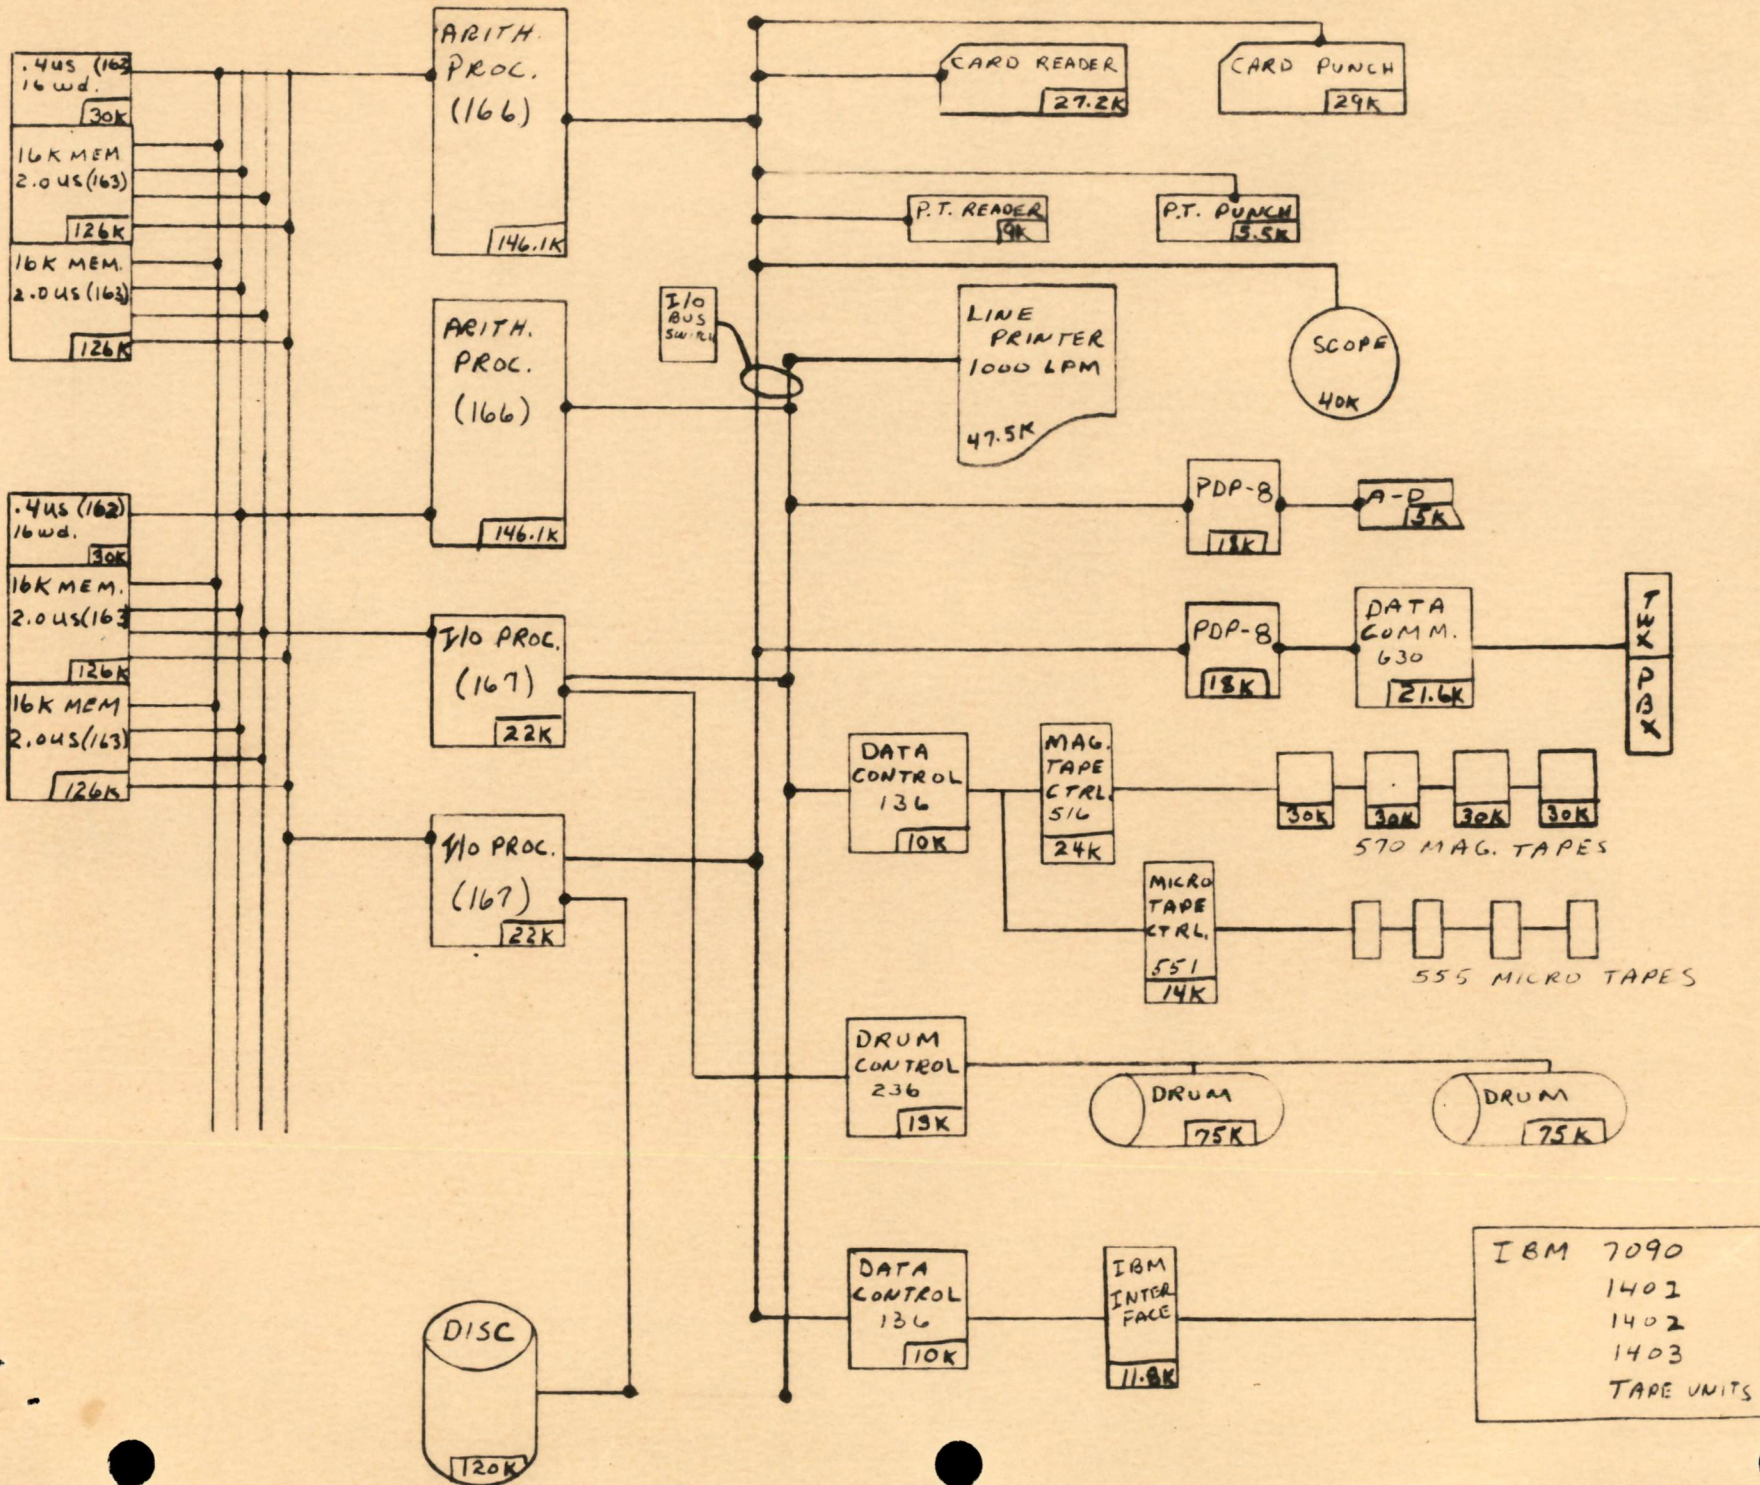 .4us (162)
16 wd.
30K
16K MEM
2.0 us (163)
126K
16K MEM.
2.0 us (163)
126K
.4us (162)
16 wd.
30K
16K MEM.
2.0 us (163
126K
16K MEM
2.0 us (163)
126K
ARITH.
PROC.
(166)
146.1K
ARITH.
PROC.
(166)
146.1K
I/O PROC.
(167)
22K
I/O PROC.
(167)
22K
DISC
120K
I/O
BUS
SWITCH
CARD READER
27.2K
CARD PUNCH
29K
P.T. READER
9K
P.T. PUNCH
5.5K
LINE
PRINTER
1000 LPM
47.5K
SCOPE
40K
PDP-8
18K
A-D
5K
PDP-8
18K
DATA
COMM.
630
21.6K
PBX
DATA
CONTROL
136
10K
MAG.
TAPE
CTRL.
516
24K
30K
30K
30K
30K
570 MAG. TAPES
MICRO
TAPE
CTRL.
551
14K
555 MICRO TAPES
DRUM
CONTROL
236
19K
DRUM
75K
DRUM
75K
DATA
CONTROL
136
10K
IBM
INTER
FACE
11.8K
IBM 7090
1401
1402
1403
TAPE UNITS